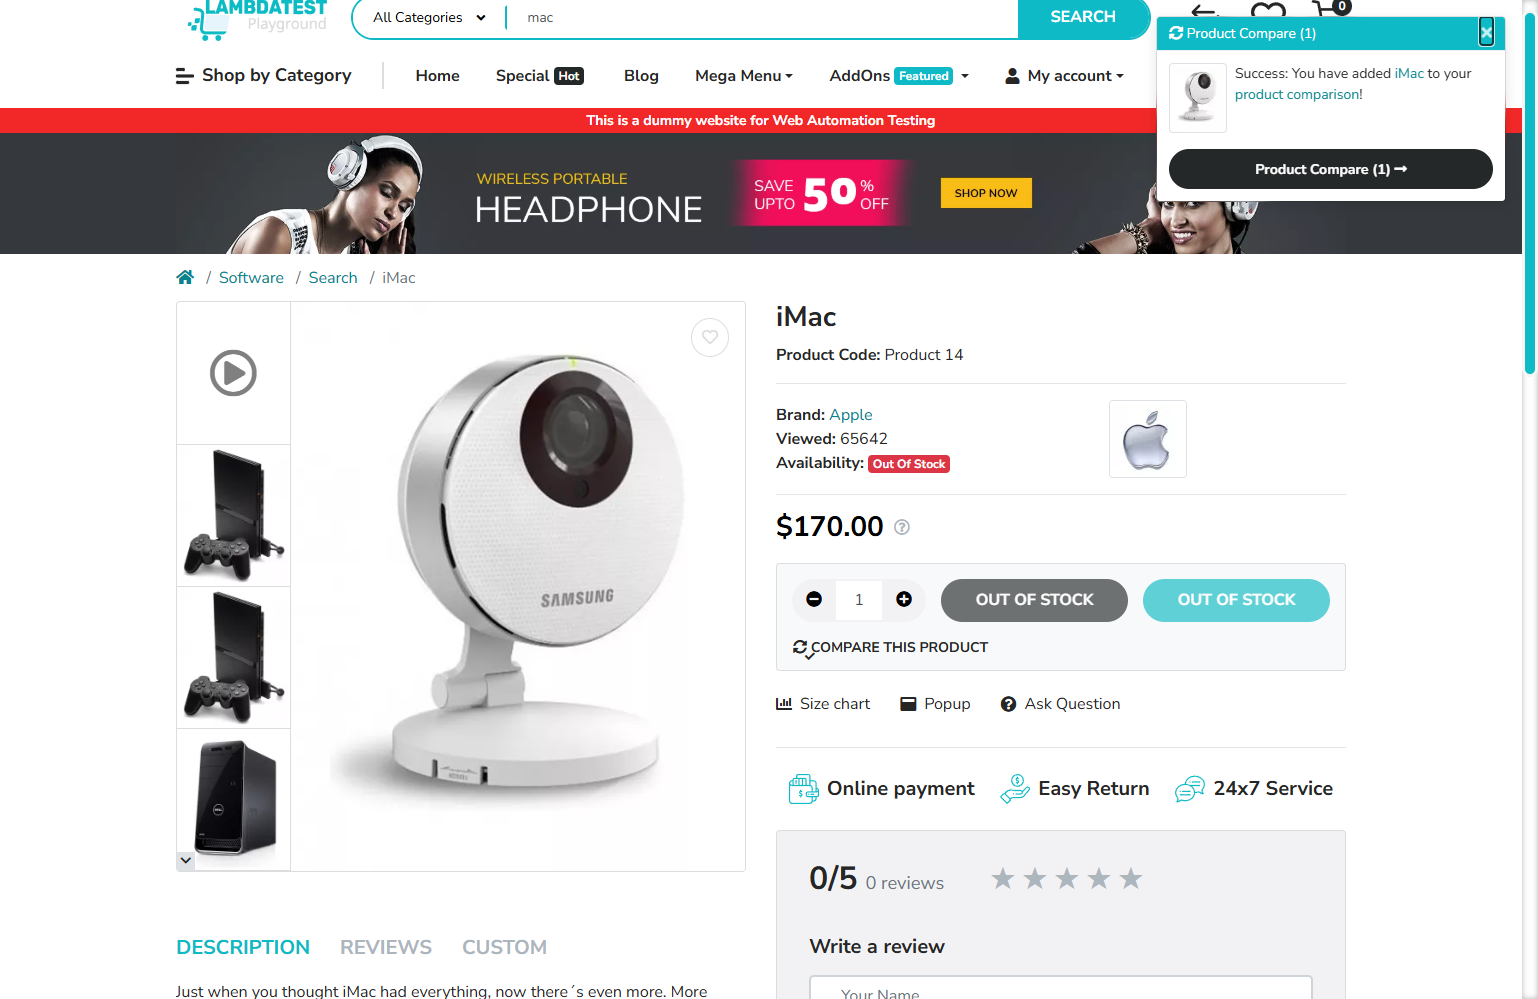 LAMBDATEST
Playground
All Categories
mac
SEARCH
0
Product Compare (1)
Success: You have added iMac to your
product comparison!
Product Compare (1)
Shop by Category
Home
Special Hot
Blog
Mega Menu
AddOns Featured
My account
This is a dummy website for Web Automation Testing
WIRELESS PORTABLE
HEADPHONE
SAVE
UPTO
50
%
OFF
SHOP NOW
/ Software / Search / iMac
SAMSUNG
iMac
Product Code: Product 14
Brand: Apple
Viewed: 65642
Availability: Out Of Stock
$170.00
1
OUT OF STOCK
OUT OF STOCK
COMPARE THIS PRODUCT
Size chart
Popup
Ask Question
Online payment
Easy Return
24x7 Service
0/5 0 reviews
Write a review
Your Name
DESCRIPTION
REVIEWS
CUSTOM
Just when you thought iMac had everything, now there´s even more. More